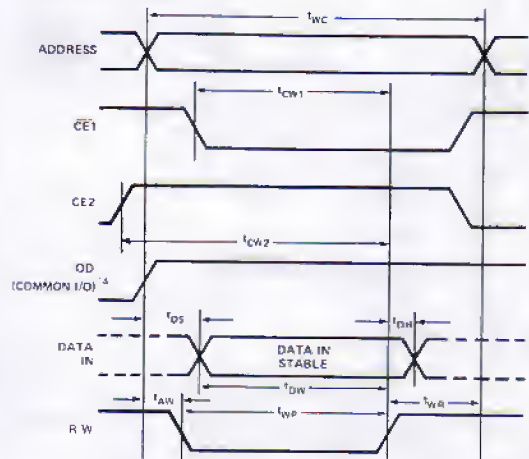 tWC
ADDRESS
tCW1
CE1
CE2
tCW2
OD
(COMMON I/O)
tDS
tDH
DATA
IN
DATA IN
STABLE
tDW
tAW
tWP
tWR
R/W